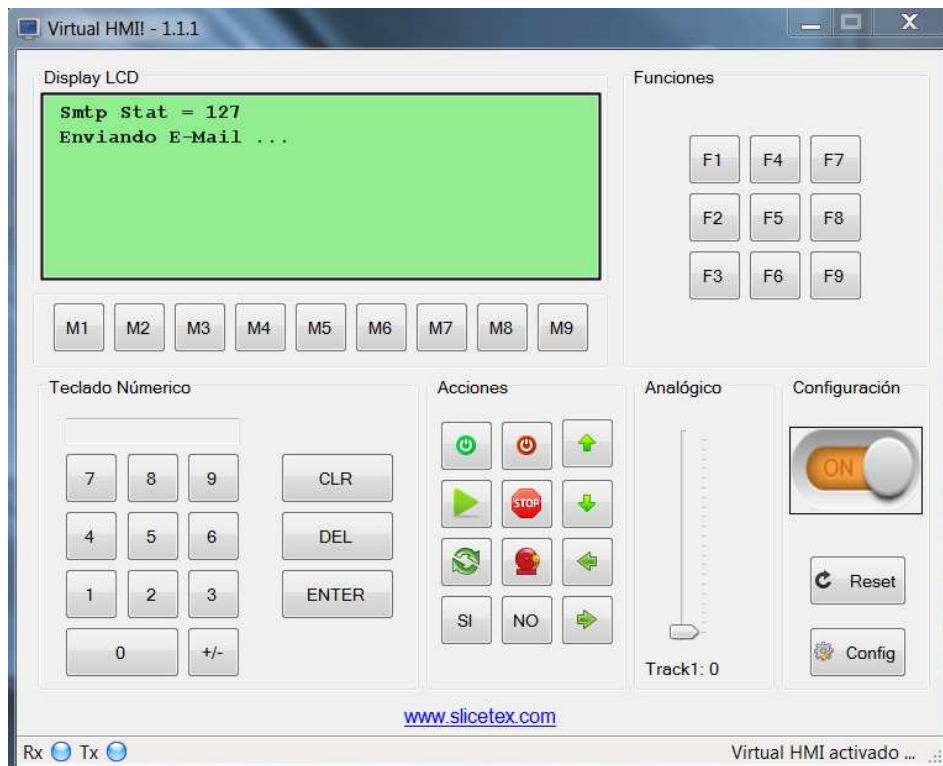 Virtual HMI! - 1.1.1
Display LCD
Smtp Stat = 127
Enviando E-Mail ...
M1 M2 M3 M4 M5 M6 M7 M8 M9
Funciones
F1 F4 F7
F2 F5 F8
F3 F6 F9
Teclado Númerico
7 8 9 CLR
4 5 6 DEL
1 2 3 ENTER
0 +/-
Acciones
STOP
SI NO
Analógico
Track1: 0
Configuración
ON
Reset
Config
www.slicetex.com
Rx Tx
Virtual HMI activado ...